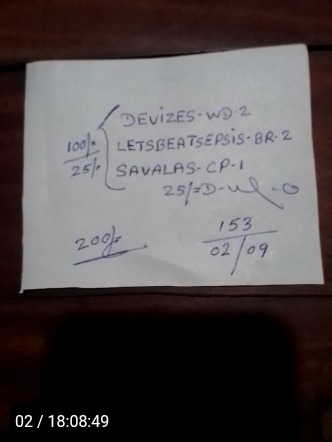 DEVIZES-WD-2
100/-
LETSBEATSEPSIS-BR-2
25/-
SAVALAS-CP-1
25/=D-
200/-
153
02/09
02 / 18:08:49